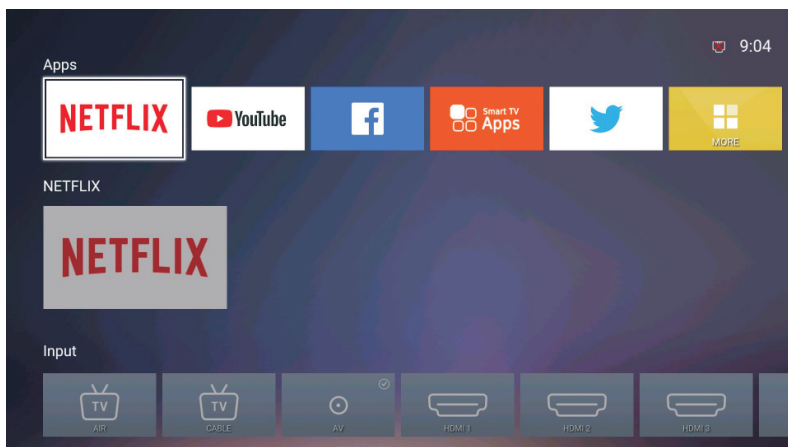 9:04
Apps
NETFLIX
YouTube
f
Smart TV
Apps
MORE
NETFLIX
NETFLIX
Input
TV
AIR
TV
CABLE
AV
HDMI 1
HDMI 2
HDMI 3